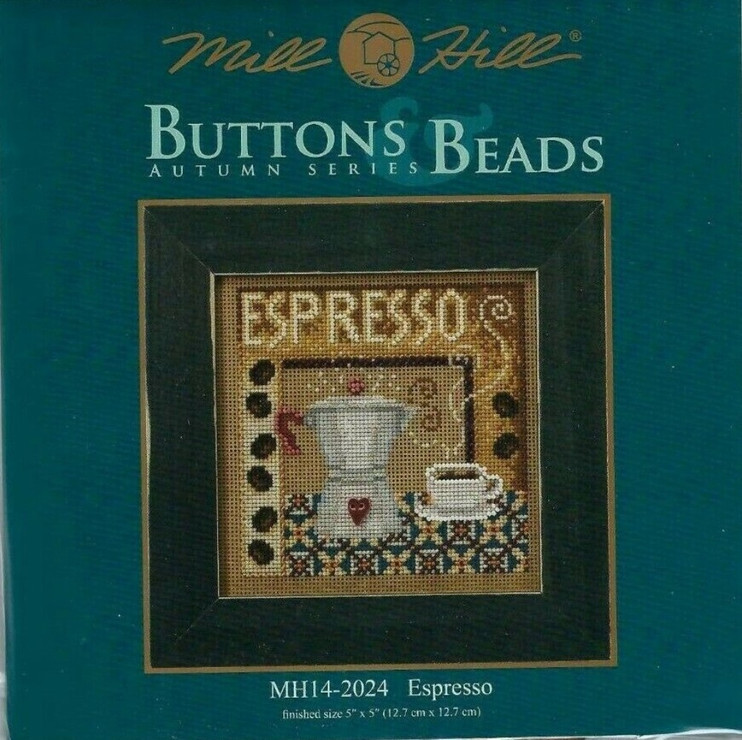 Mill Hill®
BUTTONS & BEADS
AUTUMN SERIES
ESPRESSO
MH14-2024 Espresso
finished size 5" x 5" (12.7 cm x 12.7 cm)